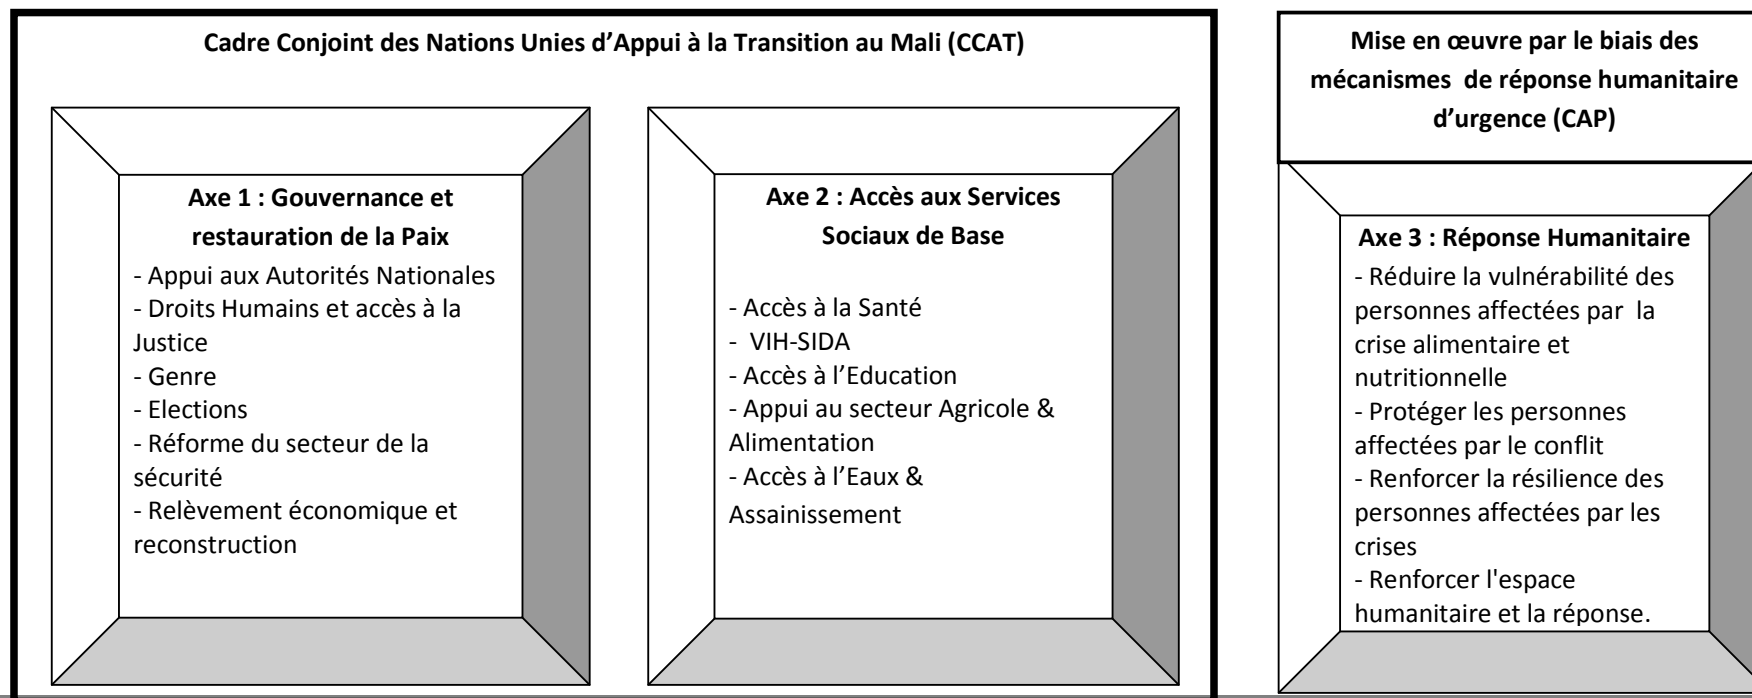 Cadre Conjoint des Nations Unies d’Appui à la Transition au Mali (CCAT)
Axe 1 : Gouvernance et
restauration de la Paix
- Appui aux Autorités Nationales
- Droits Humains et accès à la
Justice
- Genre
- Elections
- Réforme du secteur de la
sécurité
- Relèvement économique et
reconstruction
Axe 2 : Accès aux Services
Sociaux de Base
- Accès à la Santé
- VIH-SIDA
- Accès à l’Education
- Appui au secteur Agricole &
Alimentation
- Accès à l’Eaux &
Assainissement
Mise en œuvre par le biais des
mécanismes de réponse humanitaire
d’urgence (CAP)
Axe 3 : Réponse Humanitaire
- Réduire la vulnérabilité des
personnes affectées par la
crise alimentaire et
nutritionnelle
- Protéger les personnes
affectées par le conflit
- Renforcer la résilience des
personnes affectées par les
crises
- Renforcer l'espace
humanitaire et la réponse.